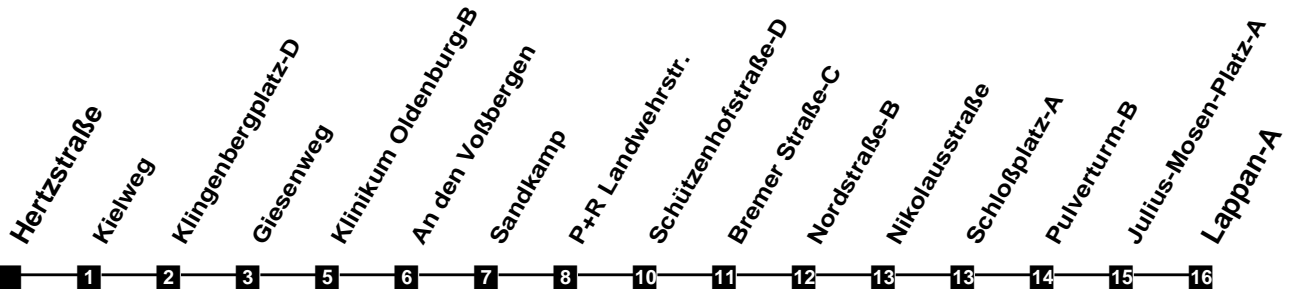 Hertzstraße
Kielweg
Klingenbergplatz-D
Giesenweg
Klinikum Oldenburg-B
An den Voßbergen
Sandkamp
P+R Landwehrstr.
Schützenhofstraße-D
Bremer Straße-C
Nordstraße-B
Nikolausstraße
Schloßplatz-A
Pulverturm-B
Julius-Mosen-Platz-A
Lappan-A
1 2 3 5 6 7 8 10 11 12 13 13 14 15 16